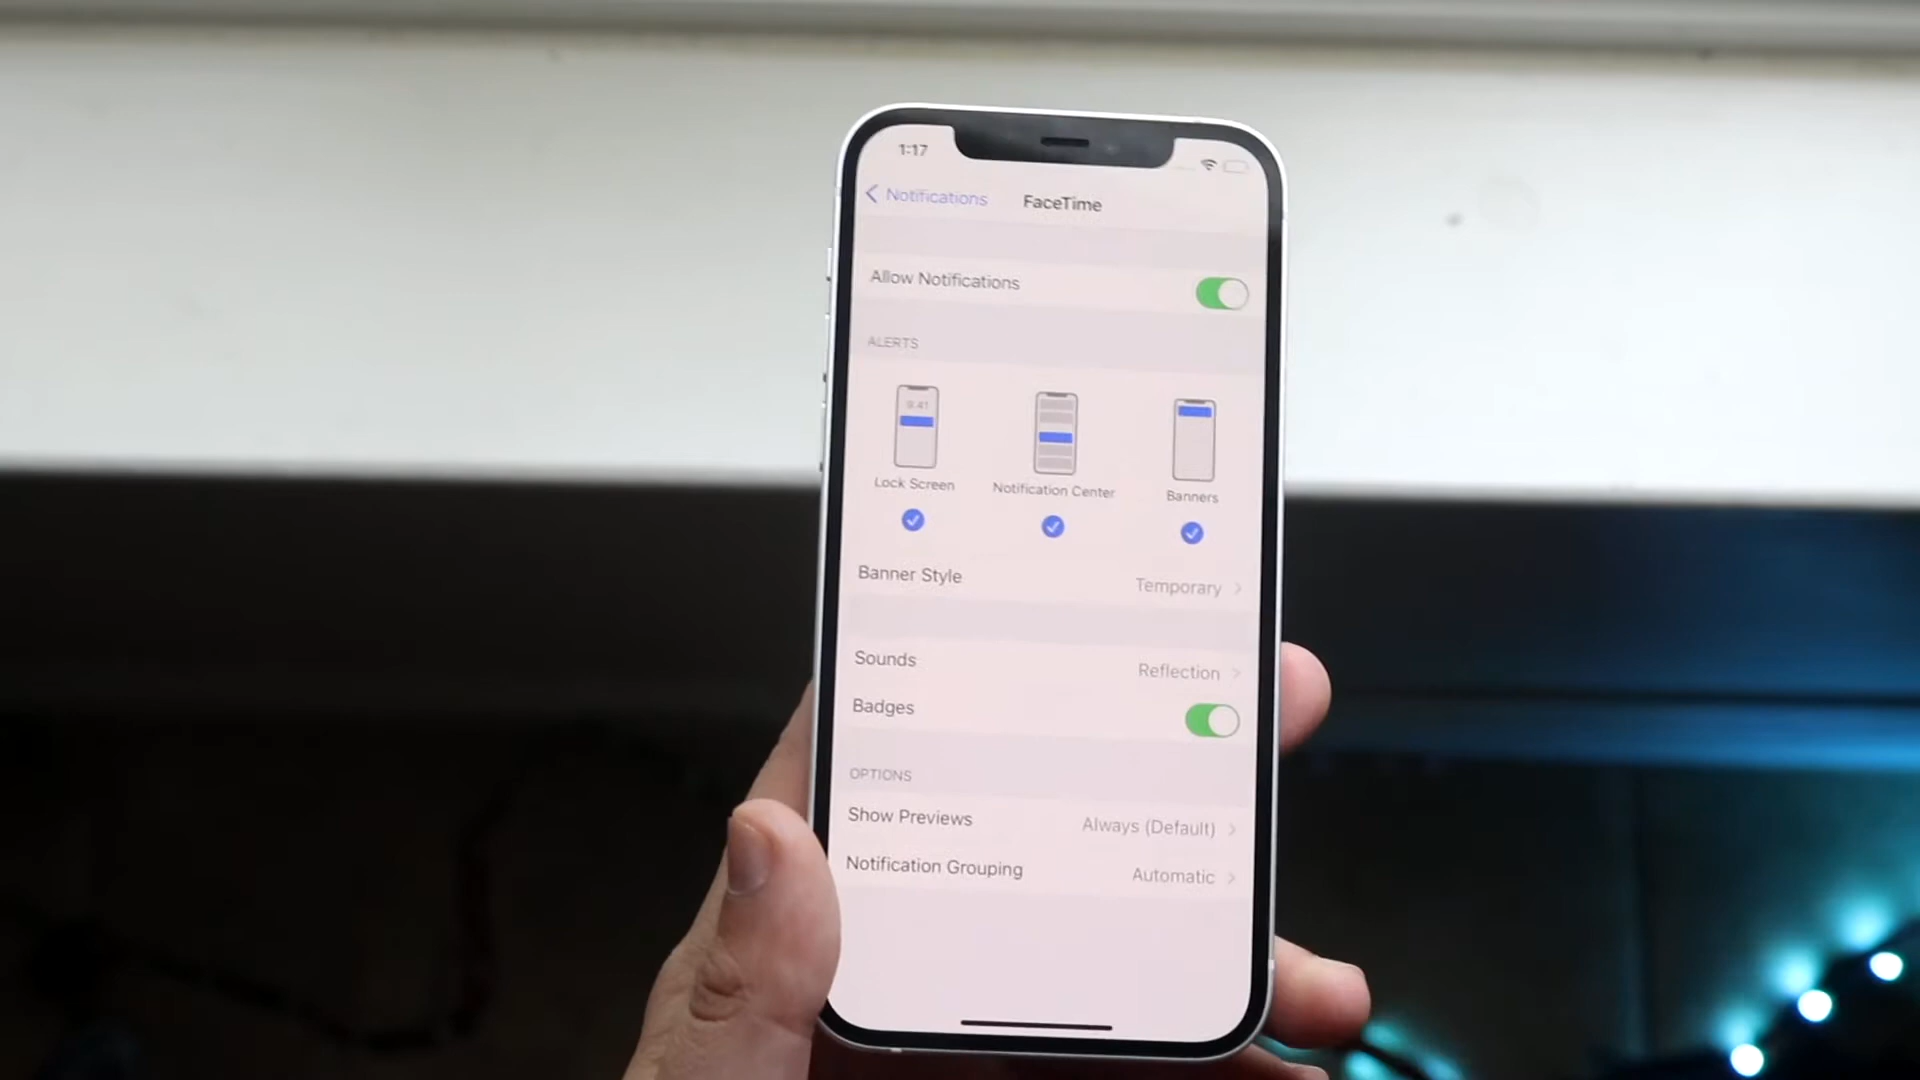 1:17
Notifications FaceTime
Allow Notifications
ALERTS
9:41
Lock Screen Notification Center Banners
Banner Style Temporary
Sounds Reflection
Badges
OPTIONS
Show Previews Always (Default)
Notification Grouping Automatic